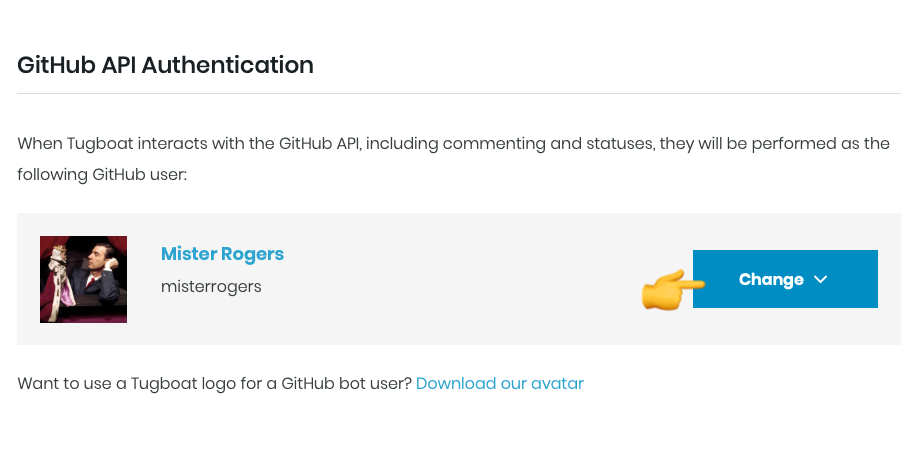 GitHub API Authentication
When Tugboat interacts with the GitHub API, including commenting and statuses, they will be performed as the
following GitHub user:
Mister Rogers
misterrogers
Change
Want to use a Tugboat logo for a GitHub bot user? Download our avatar